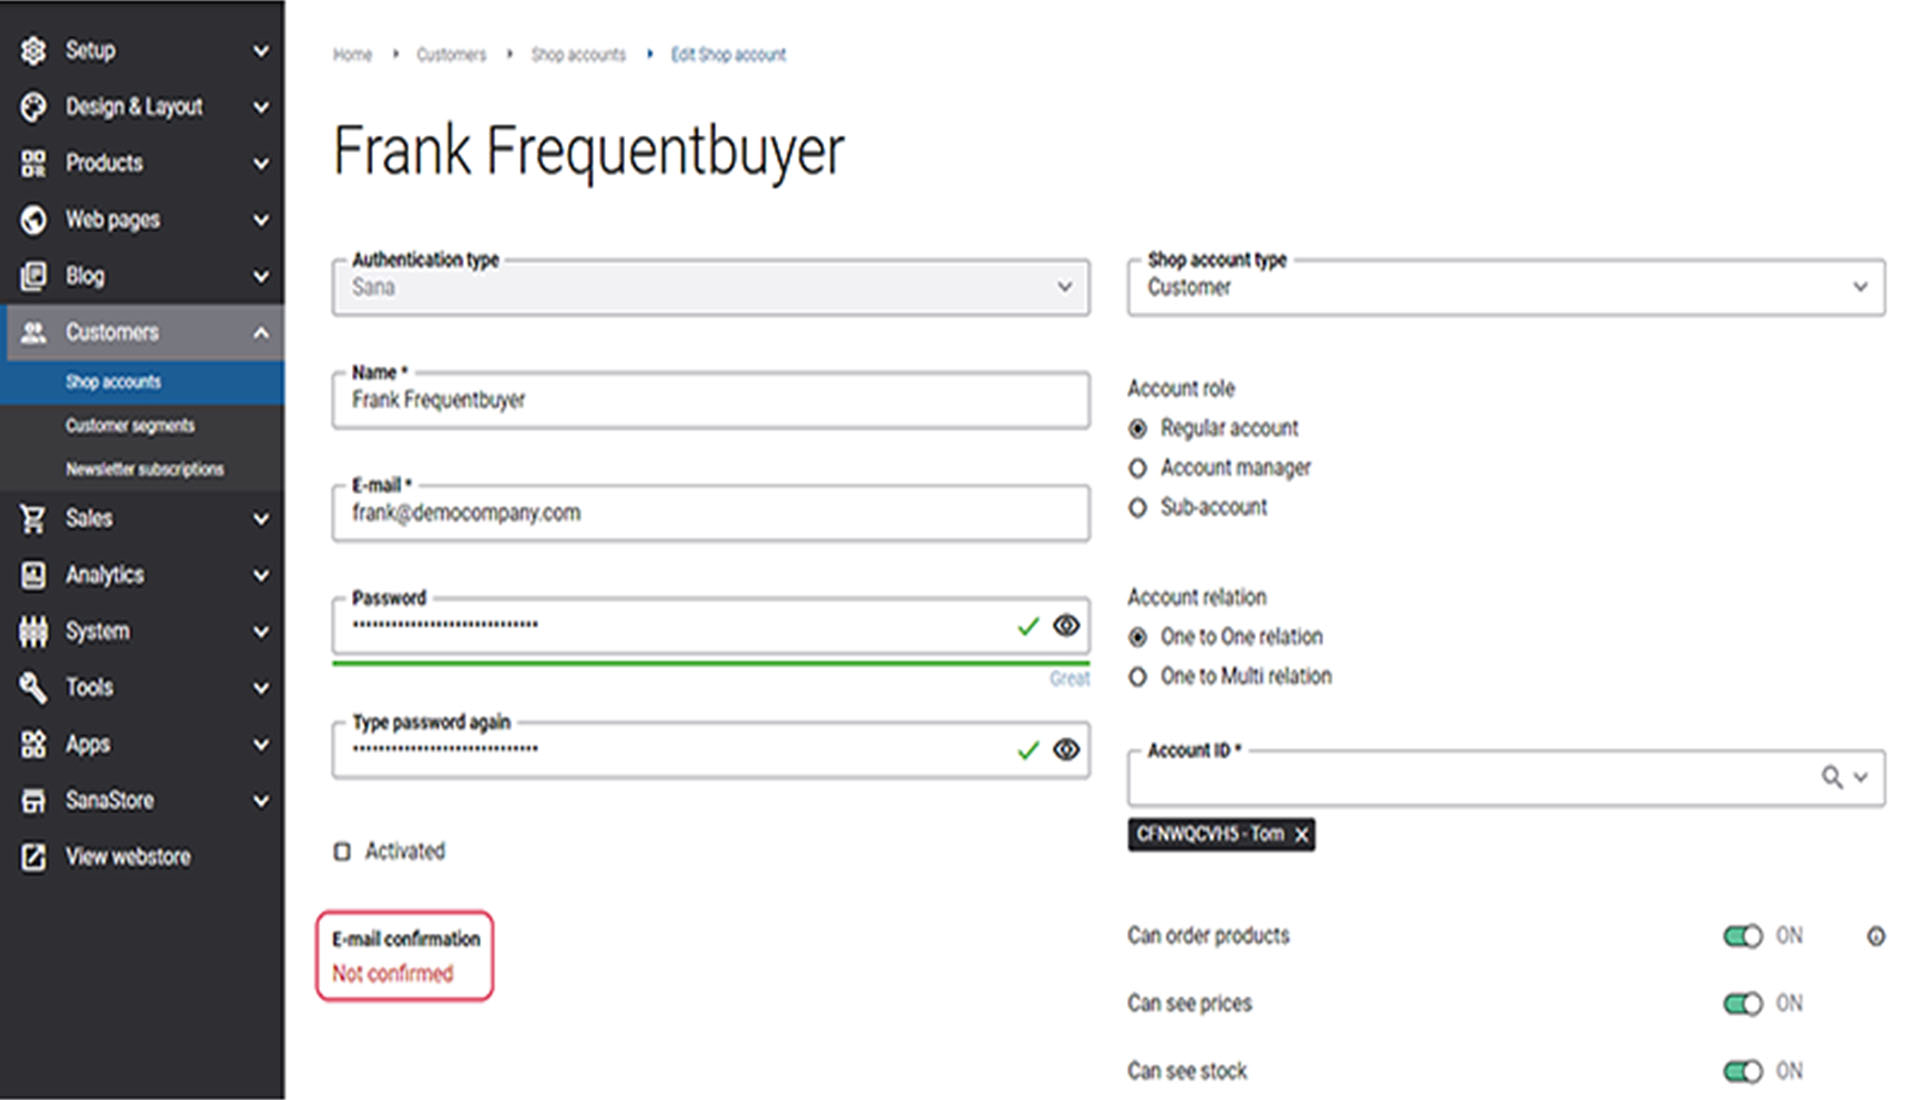 Setup
Design & Layout
Products
Web pages
Blog
Customers
Shop accounts
Customer segments
Newsletter subscriptions
Sales
Analytics
System
Tools
Apps
SanaStore
View webstore
Home Customers Shop accounts Edit Shop account
Frank Frequentbuyer
Authentication type
Sana
Name *
Frank Frequentbuyer
E-mail *
frank@democompany.com
Password
Great
Type password again
Activated
E-mail confirmation
Not confirmed
Shop account type
Customer
Account role
Regular account
Account manager
Sub-account
Account relation
One to One relation
One to Multi relation
Account ID *
CFNWQCVH5 - Tom
Can order products ON
Can see prices ON
Can see stock ON